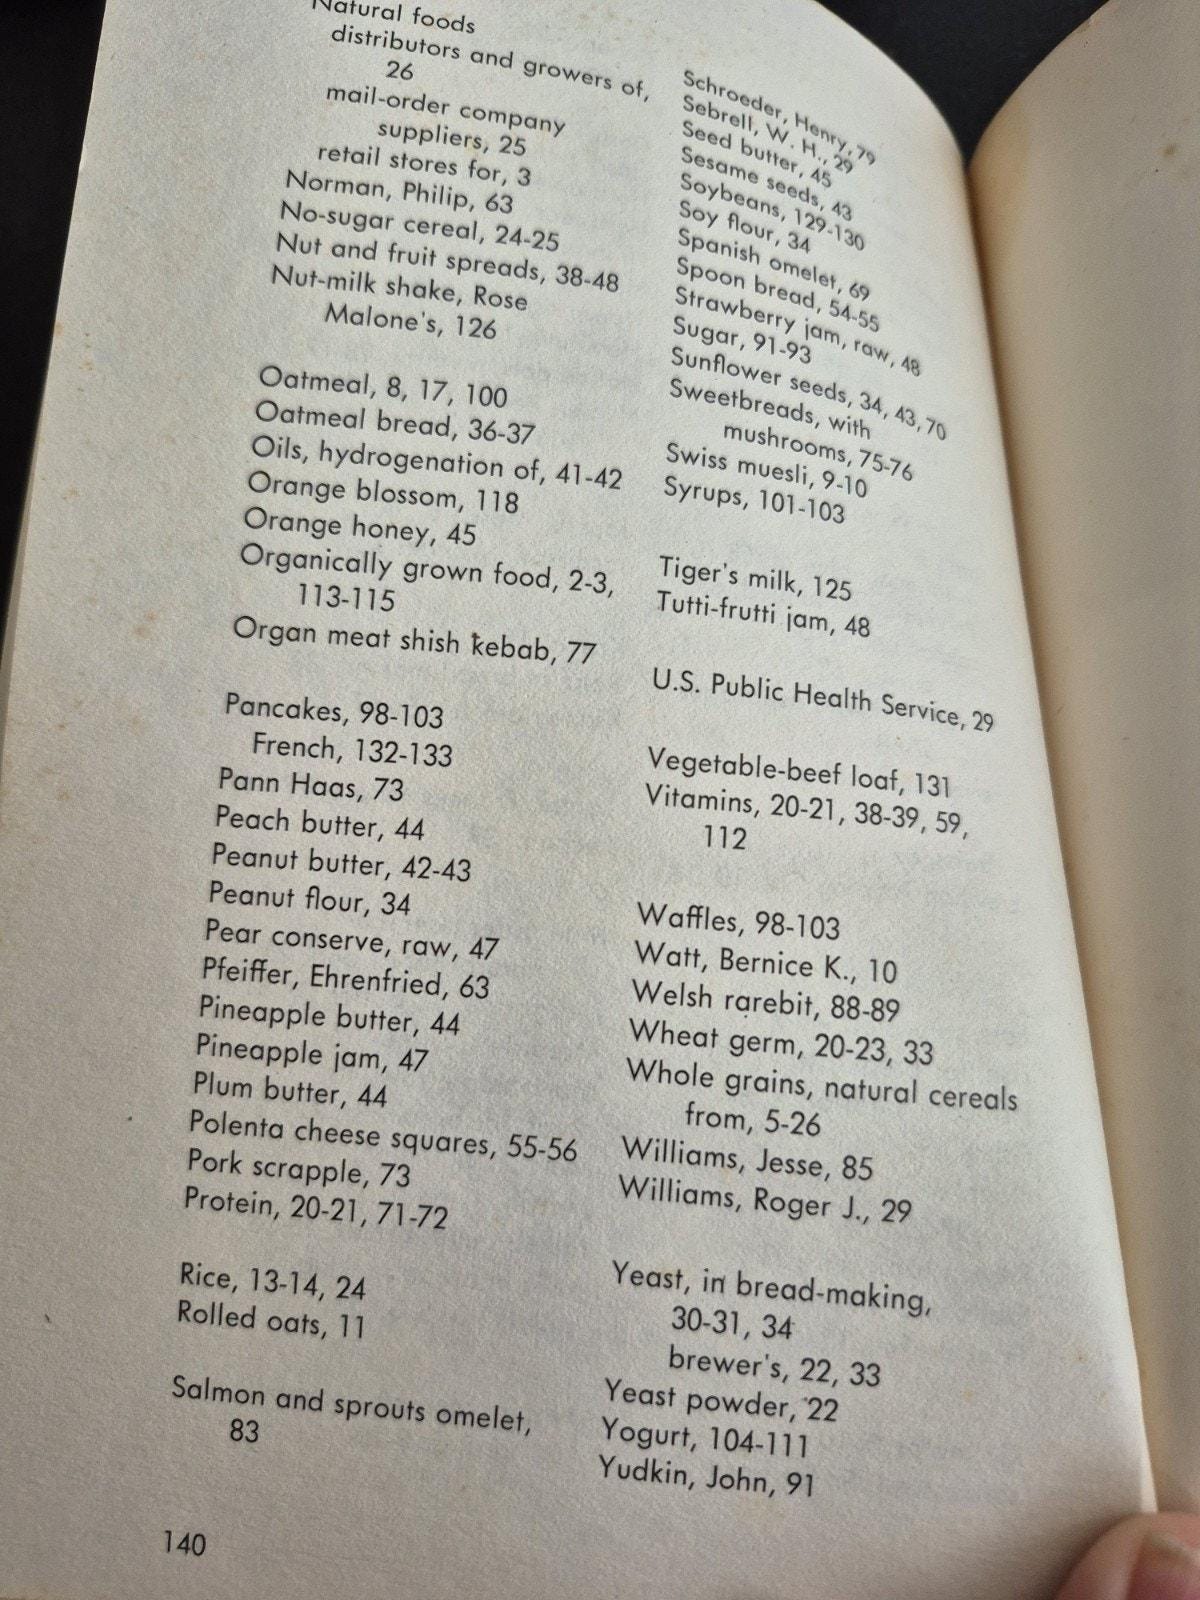 Natural foods
distributors and growers of,
26
mail-order company
suppliers, 25
retail stores for, 3
Norman, Philip, 63
No-sugar cereal, 24-25
Nut and fruit spreads, 38-48
Nut-milk shake, Rose
Malone's, 126
Oatmeal, 8, 17, 100
Oatmeal bread, 36-37
Oils, hydrogenation of, 41-42
Orange blossom, 118
Orange honey, 45
Organically grown food, 2-3,
113-115
Organ meat shish kebab, 77
Pancakes, 98-103
French, 132-133
Pann Haas, 73
Peach butter, 44
Peanut butter, 42-43
Peanut flour, 34
Pear conserve, raw, 47
Pfeiffer, Ehrenfried, 63
Pineapple butter, 44
Pineapple jam, 47
Plum butter, 44
Polenta cheese squares, 55-56
Pork scrapple, 73
Protein, 20-21, 71-72
Rice, 13-14, 24
Rolled oats, 11
Salmon and sprouts omelet,
83
Schroeder, Henry, 79
Sebrell, W. H., 29
Seed butter, 45
Sesame seeds, 43
Soybeans, 129-130
Soy flour, 34
Spanish omelet, 69
Spoon bread, 54-55
Strawberry jam, raw, 48
Sugar, 91-93
Sunflower seeds, 34, 43, 70
Sweetbreads, with
mushrooms, 75-76
Swiss muesli, 9-10
Syrups, 101-103
Tiger's milk, 125
Tutti-frutti jam, 48
U.S. Public Health Service, 29
Vegetable-beef loaf, 131
Vitamins, 20-21, 38-39, 59,
112
Waffles, 98-103
Watt, Bernice K., 10
Welsh rarebit, 88-89
Wheat germ, 20-23, 33
Whole grains, natural cereals
from, 5-26
Williams, Jesse, 85
Williams, Roger J., 29
Yeast, in bread-making,
30-31, 34
brewer's, 22, 33
Yeast powder, 22
Yogurt, 104-111
Yudkin, John, 91
140